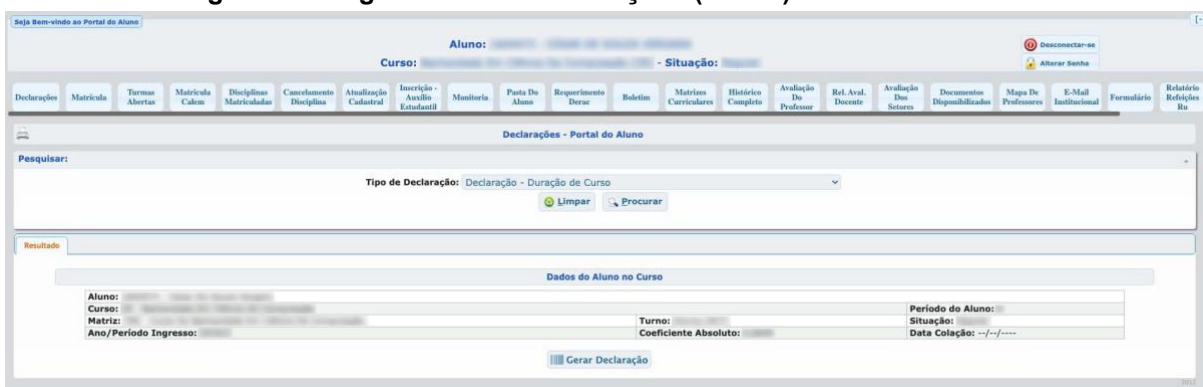 Seja Bem-vindo ao Portal do Aluno
[-
Aluno:
Curso: - Situação:
Desconectar-se
Alterar Senha
Declarações
Matrícula
Turmas
Abertas
Matrícula
Calem
Disciplinas
Matriculadas
Cancelamento
Disciplina
Atualização
Cadastral
Inscrição -
Auxílio
Estudantil
Monitoria
Pasta Do
Aluno
Requerimento
Derac
Boletim
Matrizes
Curriculares
Histórico
Completo
Avaliação
Do
Professor
Rel. Aval.
Docente
Avaliação
Dos
Setores
Documentos
Disponibilizados
Mapa De
Professores
E-Mail
Institucional
Formulário
Relatório
Refeições
Ru
Declarações - Portal do Aluno
Pesquisar:
Tipo de Declaração: Declaração - Duração de Curso
Limpar Procurar
Resultado
Dados do Aluno no Curso
Aluno:
Curso: Período do Aluno:
Matriz: Turno: Situação:
Ano/Período Ingresso: Coeficiente Absoluto: Data Colação: --/--/----
Gerar Declaração